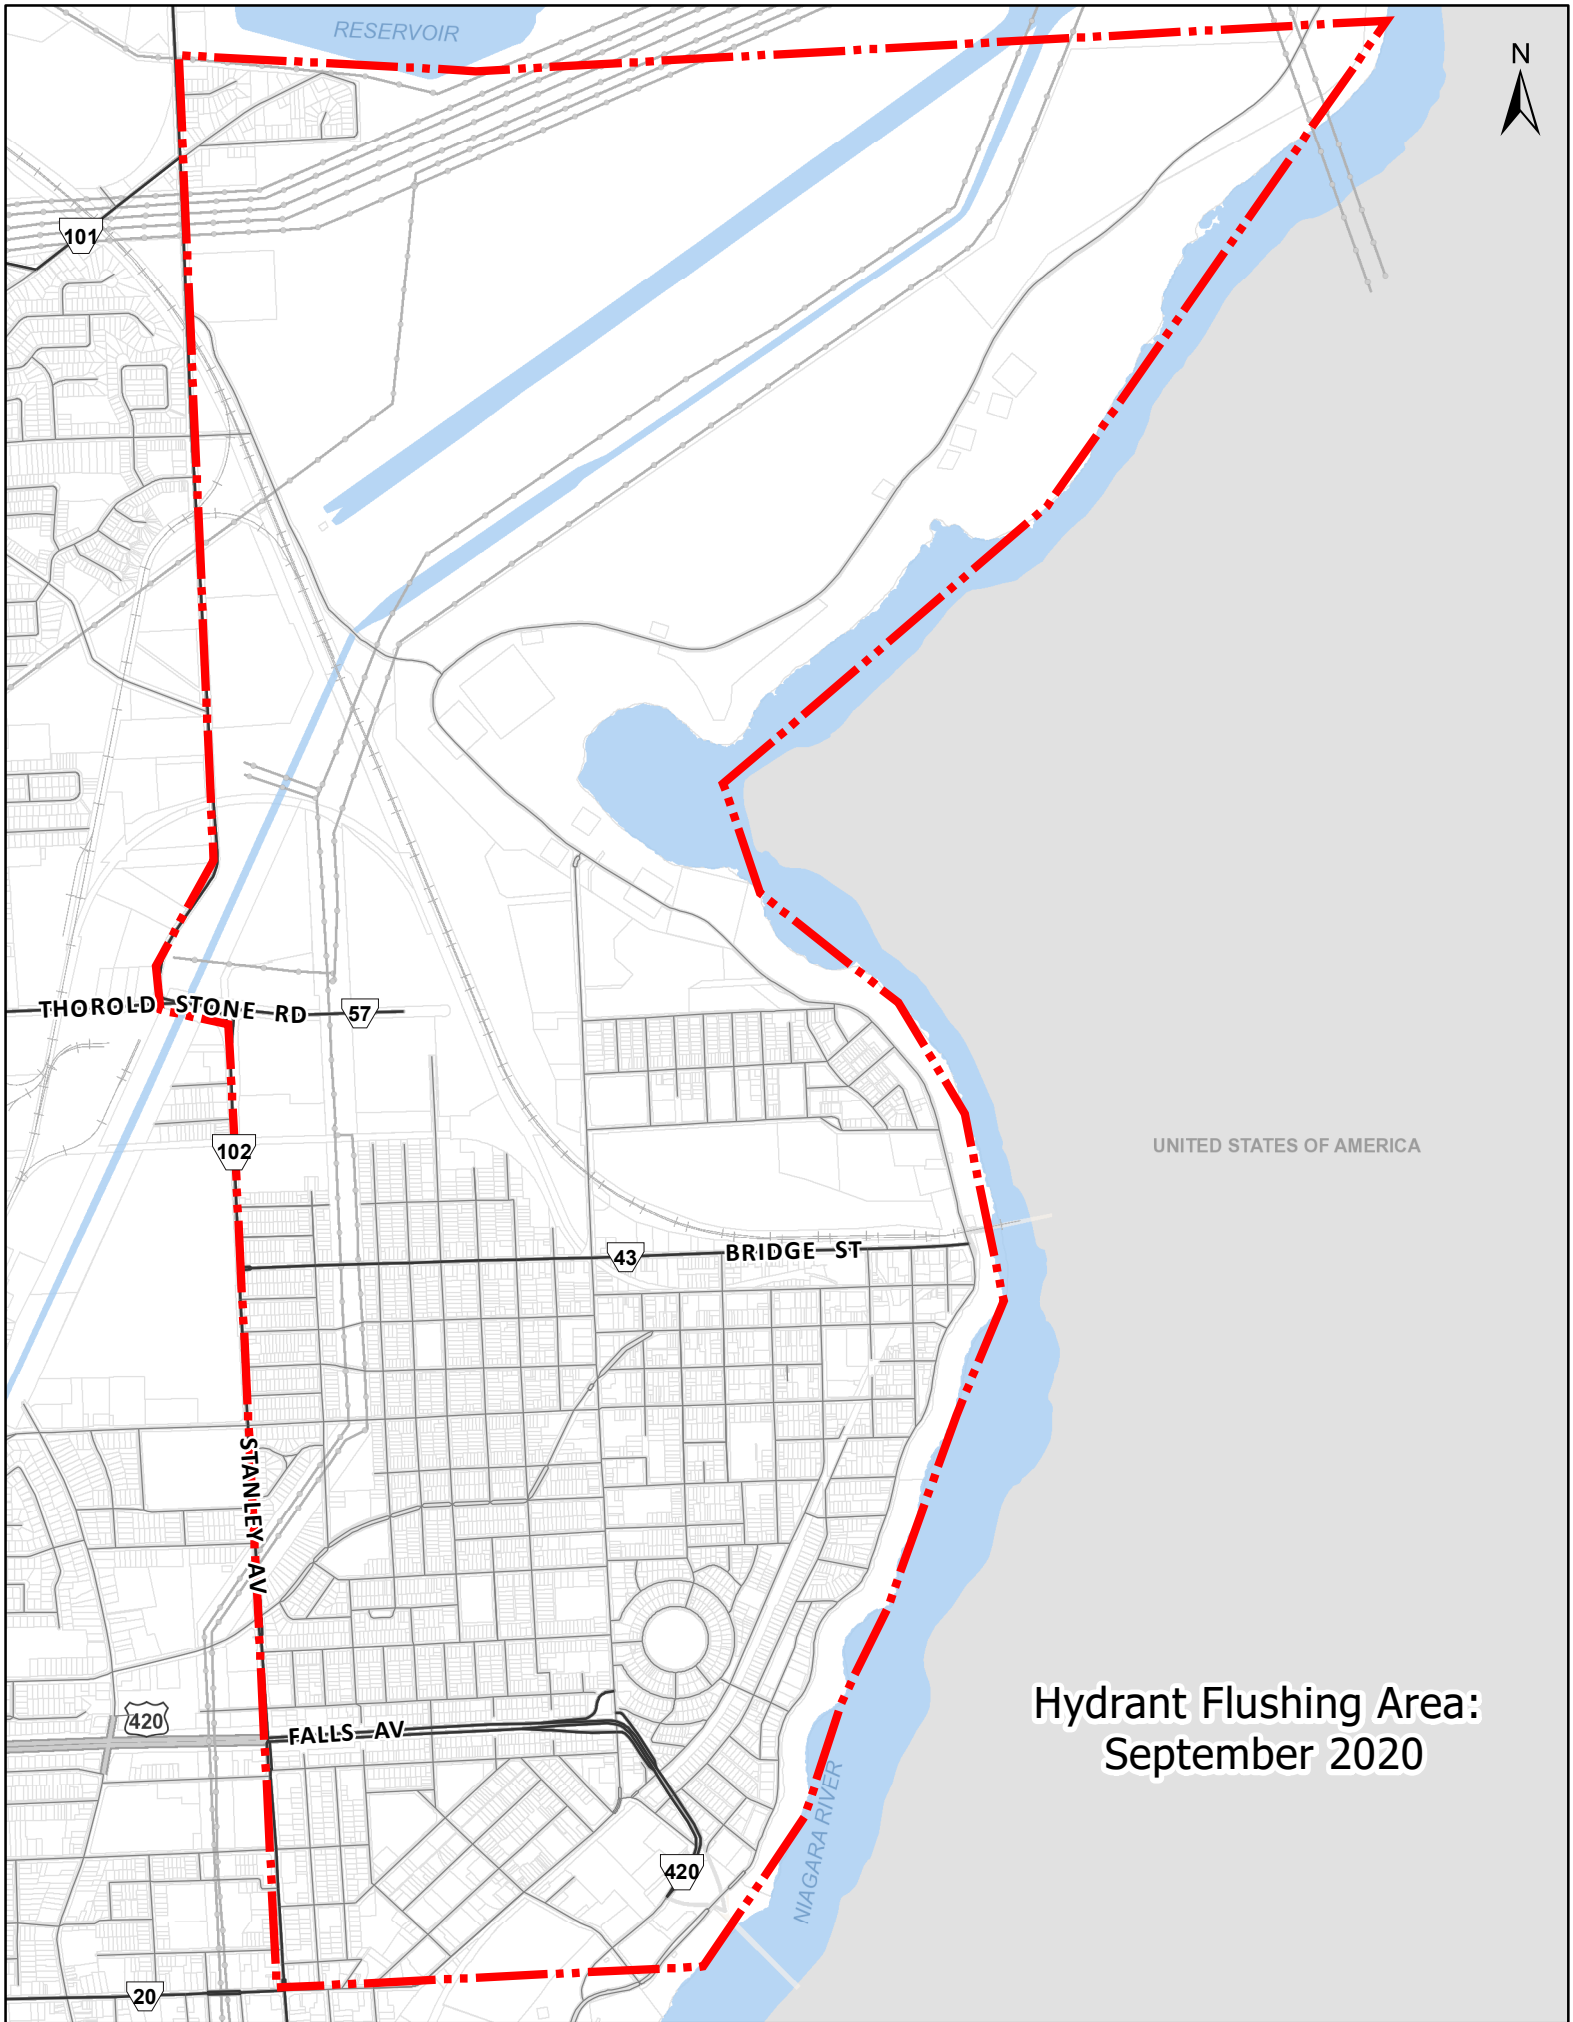 RESERVOIR
N
101
THOROLD STONE RD
57
102
UNITED STATES OF AMERICA
43
BRIDGE ST
STANLEY AV
420
FALLS AV
Hydrant Flushing Area:
September 2020
NIAGARA RIVER
420
20